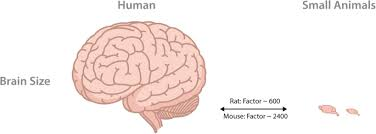 Human
Small Animals
Brain Size
Rat: Factor ~ 600
Mouse: Factor ~ 2400